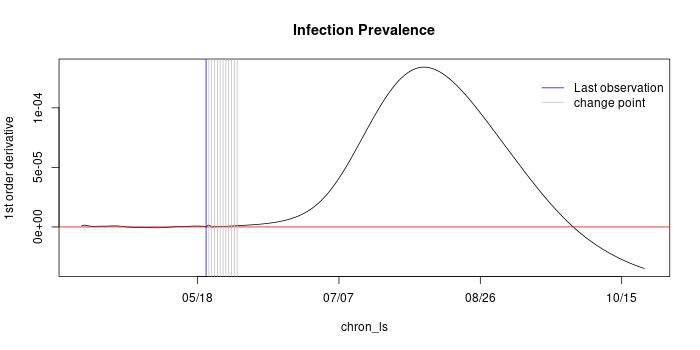 Infection Prevalence
1st order derivative
1e-04
5e-05
0e+00
Last observation
change point
05/18
07/07
08/26
10/15
chron_ls